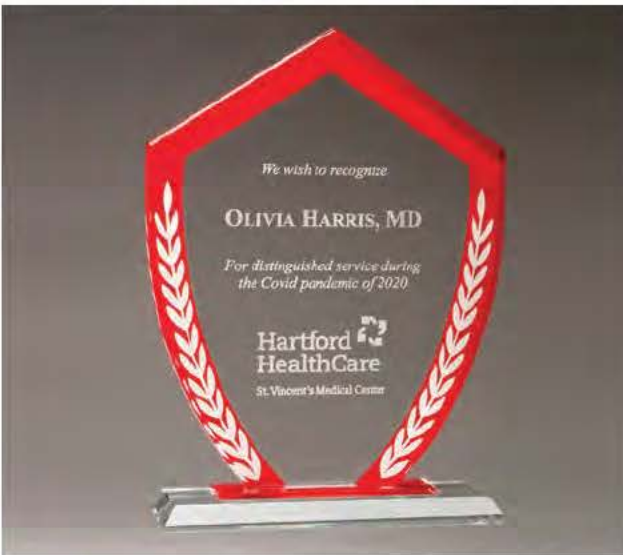 We wish to recognize
OLIVIA HARRIS, MD
For distinguished service during
the Covid pandemic of 2020
Hartford
HealthCare
St. Vincent's Medical Center